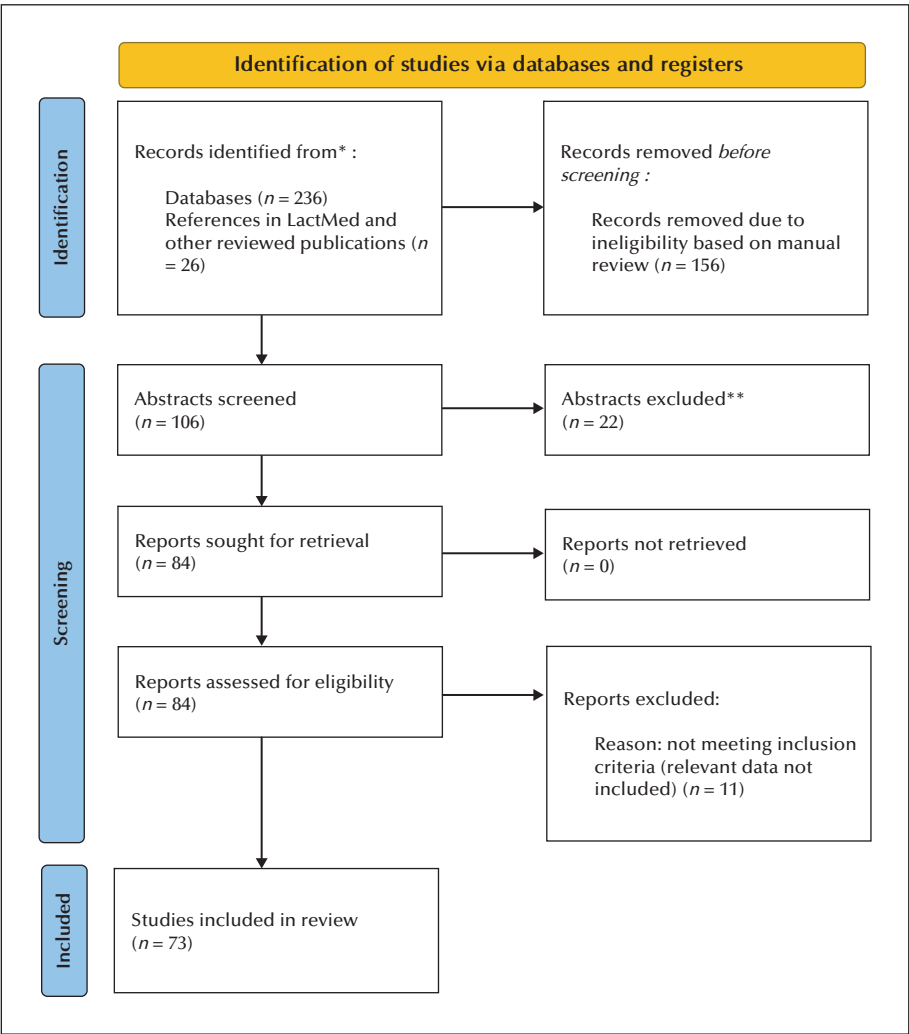 Identification of studies via databases and registers
Identification
Records identified from* :
Databases (n = 236)
References in LactMed and
other reviewed publications (n
= 26)
Records removed before
screening :
Records removed due to
ineligibility based on manual
review (n = 156)
Screening
Abstracts screened
(n = 106)
Abstracts excluded**
(n = 22)
Reports sought for retrieval
(n = 84)
Reports not retrieved
(n = 0)
Reports assessed for eligibility
(n = 84)
Reports excluded:
Reason: not meeting inclusion
criteria (relevant data not
included) (n = 11)
Included
Studies included in review
(n = 73)